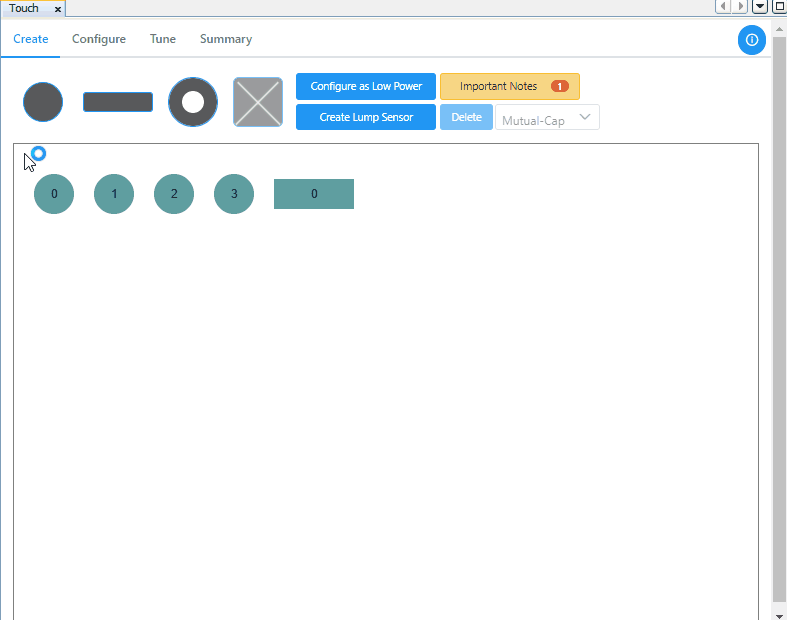 Touch
Create Configure Tune Summary
Configure as Low Power Important Notes 1
Create Lump Sensor Delete Mutual-Cap
0 1 2 3 0